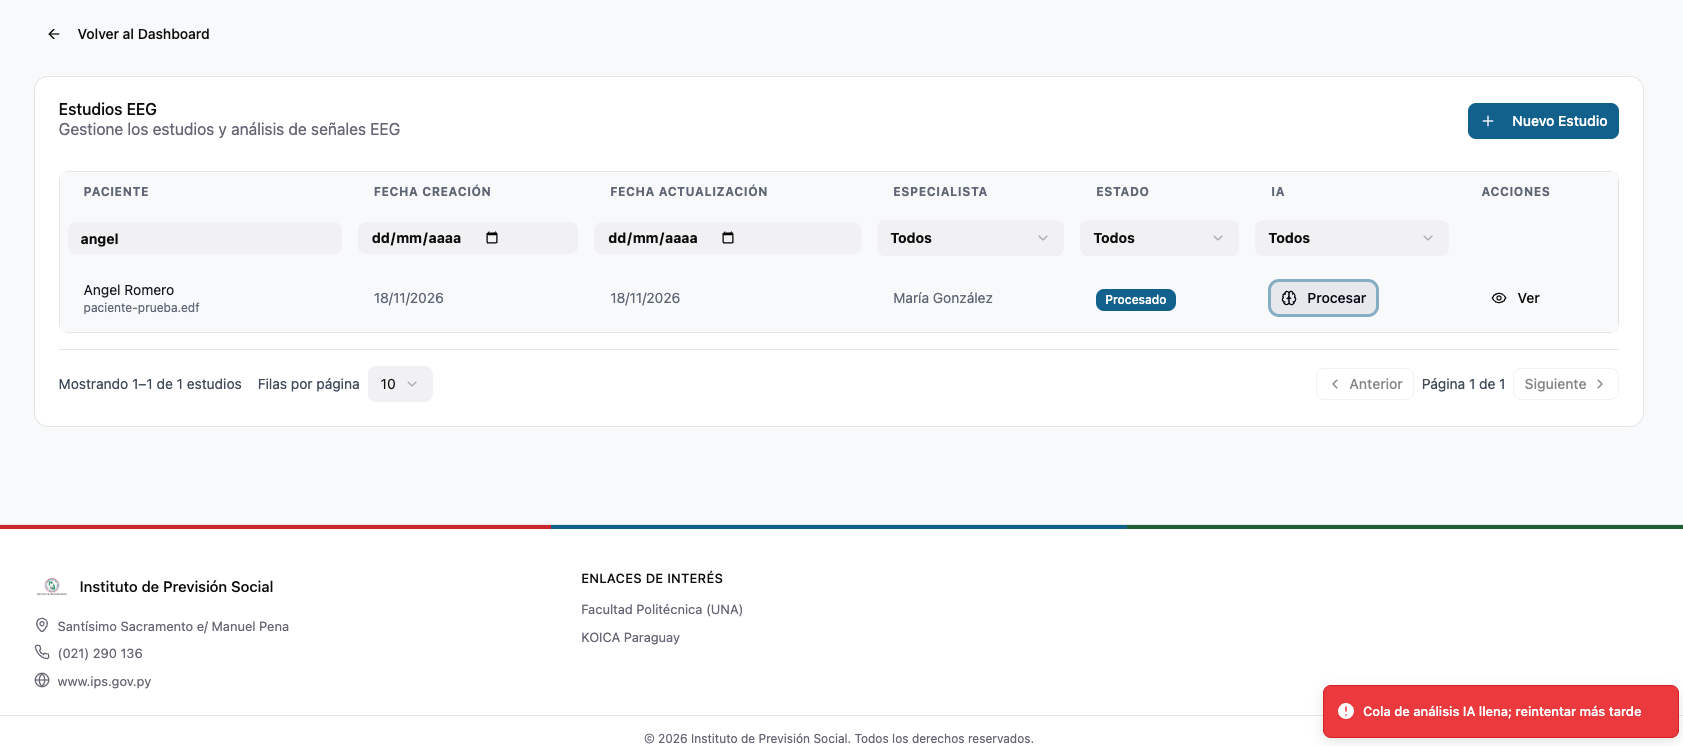 Volver al Dashboard
Estudios EEG
Gestione los estudios y análisis de señales EEG
Nuevo Estudio
PACIENTE FECHA CREACIÓN FECHA ACTUALIZACIÓN ESPECIALISTA ESTADO IA ACCIONES
angel dd/mm/aaaa dd/mm/aaaa Todos Todos Todos
Angel Romero
paciente-prueba.edf
18/11/2026 18/11/2026 María González Procesado Procesar Ver
Mostrando 1–1 de 1 estudios Filas por página 10 Anterior Página 1 de 1 Siguiente
Instituto de Previsión Social
Santísimo Sacramento e/ Manuel Pena
(021) 290 136
www.ips.gov.py
ENLACES DE INTERÉS
Facultad Politécnica (UNA)
KOICA Paraguay
Cola de análisis IA llena; reintentar más tarde
© 2026 Instituto de Previsión Social. Todos los derechos reservados.